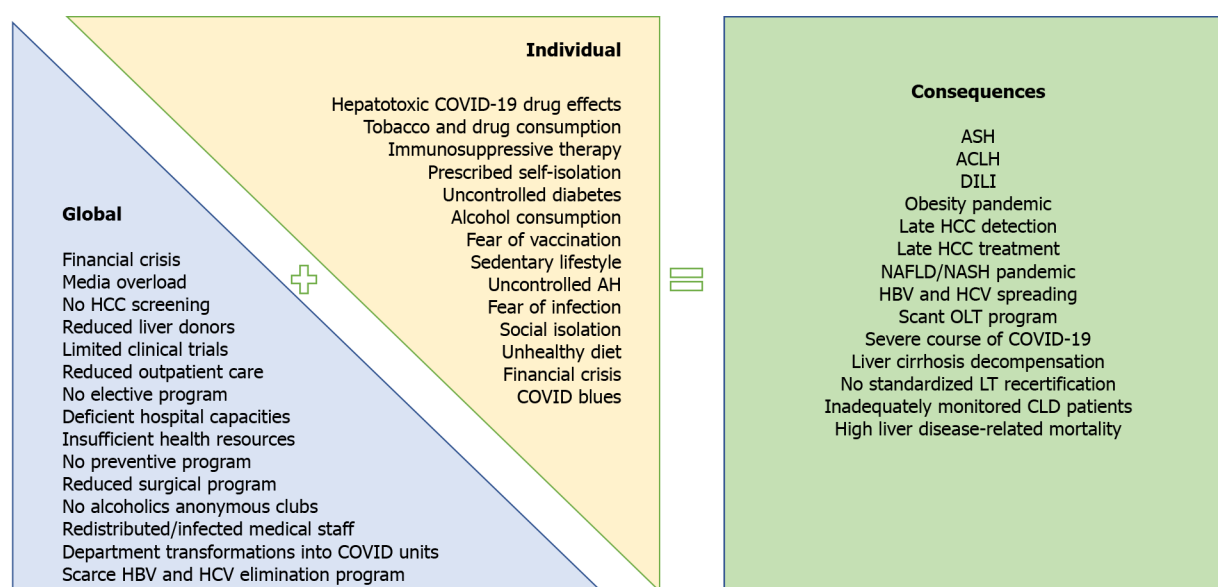 Individual
Hepatotoxic COVID-19 drug effects
Tobacco and drug consumption
Immunosuppressive therapy
Prescribed self-isolation
Uncontrolled diabetes
Alcohol consumption
Fear of vaccination
Sedentary lifestyle
Uncontrolled AH
Fear of infection
Social isolation
Unhealthy diet
Financial crisis
COVID blues
Global
Financial crisis
Media overload
No HCC screening
Reduced liver donors
Limited clinical trials
Reduced outpatient care
No elective program
Deficient hospital capacities
Insufficient health resources
No preventive program
Reduced surgical program
No alcoholics anonymous clubs
Redistributed/infected medical staff
Department transformations into COVID units
Scarce HBV and HCV elimination program
Consequences
ASH
ACLH
DILI
Obesity pandemic
Late HCC detection
Late HCC treatment
NAFLD/NASH pandemic
HBV and HCV spreading
Scant OLT program
Severe course of COVID-19
Liver cirrhosis decompensation
No standardized LT recertification
Inadequately monitored CLD patients
High liver disease-related mortality